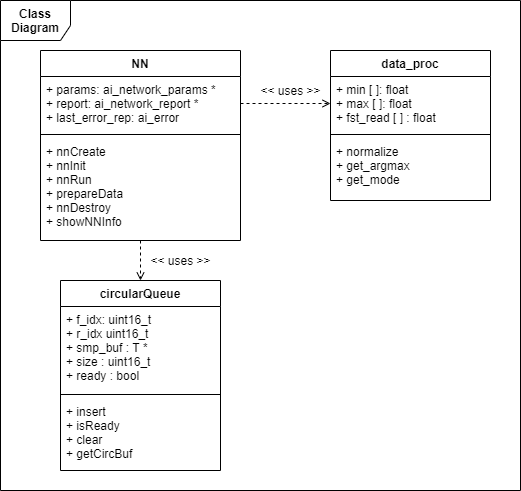 Class
Diagram
NN
+ params: ai_network_params *
+ report: ai_network_report *
+ last_error_rep: ai_error
+ nnCreate
+ nnInit
+ nnRun
+ prepareData
+ nnDestroy
+ showNNInfo
<< uses >>
data_proc
+ min [ ]: float
+ max [ ]: float
+ fst_read [ ] : float
+ normalize
+ get_argmax
+ get_mode
<< uses >>
circularQueue
+ f_idx: uint16_t
+ r_idx uint16_t
+ smp_buf : T *
+ size : uint16_t
+ ready : bool
+ insert
+ isReady
+ clear
+ getCircBuf